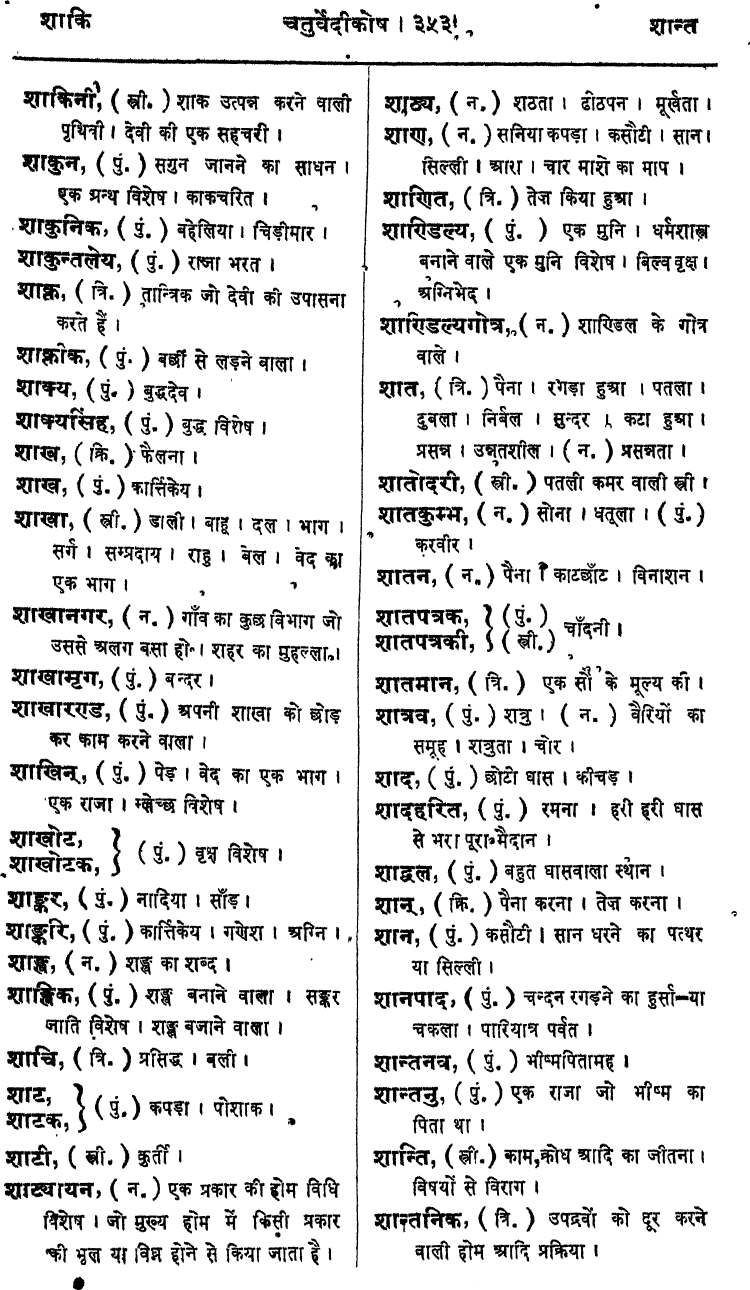 शाकि चतुर्वेदीकोष । ३५३ शान्त
शाकिनी, ( स्त्री. ) शाक उत्पन्न करने वाली
पृथिवी । देवी की एक सहचरी ।
शाकुन, ( पुं. ) सगुन जानने का साधन ।
एक ग्रन्थ विशेष । काकचरित ।
शाकुनिक, ( पुं. ) बहेलिया । चिड़ीमार ।
शाकुन्तलेय, ( पुं. ) राजा भरत ।
शाक्त, ( त्रि. ) तान्त्रिक जो देवी की उपासना
करते हैं ।
शाक्तीक, ( पुं. ) बर्छी से लड़ने वाला ।
शाक्य, ( पुं. ) बुद्धदेव ।
शाक्यसिंह, ( पुं. ) बुद्ध विशेष ।
शाख, ( क्रि. ) फैलना ।
शाख, ( पुं. ) कार्त्तिकेय ।
शाखा, ( स्त्री. ) डाली । बाहू । दल । भाग ।
सर्ग । सम्प्रदाय । राहु । बेल । वेद का
एक भाग ।
शाखानगर, ( न. ) गाँव का कुछ विभाग जो
उससे अलग बसा हो । शहर का मुहल्ला ।
शाखामृग, ( पुं. ) बन्दर ।
शाखारण्ड, ( पुं. ) अपनी शाखा को छोड़
कर काम करने वाला ।
शाखिन्, ( पुं. ) पेड़ । वेद का एक भाग ।
एक राजा । म्लेच्छ विशेष ।
शाखोट,
शाखोटक, } ( पुं. ) वृक्ष विशेष ।
शाङ्कर, ( पुं. ) नादिया । साँड़ ।
शाङ्करि, ( पुं. ) कार्त्तिकेय । गणेश । अग्नि ।
शाङ्ख, ( न. ) शङ्ख का शब्द ।
शाङ्खिक, ( पुं. ) शङ्ख बनाने वाला । सङ्कर
जाति विशेष । शङ्ख बजाने वाला ।
शाचि, ( त्रि. ) प्रसिद्ध । बली ।
शाट,
शाटक, } ( पुं. ) कपड़ा । पोशाक ।
शाटी, ( स्त्री. ) कुर्ती ।
शाट्यायन, ( न. ) एक प्रकार की होम विधि
विशेष । जो मुख्य होम में किसी प्रकार
की भूल या विघ्न होने से किया जाता है ।
शाठ्य, ( न. ) शठता । ढीठपन । मूर्खता ।
शाण, ( न. ) सनिया कपड़ा । कसौटी । सान ।
सिल्ली । आरा । चार माशे का माप ।
शाणित, ( त्रि. ) तेज किया हुआ ।
शाण्डिल्य, ( पुं. ) एक मुनि । धर्मशास्त्र
बनाने वाले एक मुनि विशेष । बिल्ववृक्ष ।
अग्निभेद ।
शाण्डिल्यगोत्र, ( न. ) शाण्डिल के गोत्र
वाले ।
शात, ( त्रि. ) पैना । रगड़ा हुआ । पतला ।
दुबला । निर्बल । सुन्दर । कटा हुआ ।
प्रसन्न । उन्नतशील । ( न. ) प्रसन्नता ।
शातोदरी, ( स्त्री. ) पतली कमर वाली स्त्री ।
शातकुम्भ, ( न. ) सोना । धतूला । ( पुं. )
करवीर ।
शातन, ( न. ) पैना । काटछाँट । विनाशन ।
शातपत्रक, } ( पुं. )
शातपत्रकी, } ( स्त्री. ) चाँदनी ।
शातमान, ( त्रि. ) एक सौ के मूल्य की ।
शात्रव, ( पुं. ) शत्रु । ( न. ) वैरियों का
समूह । शत्रुता । चोर ।
शाद, ( पुं. ) छोटी घास । कीचड़ ।
शादहरित, ( पुं. ) रमना । हरी हरी घास
से भरा पूरा मैदान ।
शाद्वल, ( पुं. ) बहुत घासवाला स्थान ।
शान्, ( क्रि. ) पैना करना । तेज करना ।
शान, ( पुं. ) कसौटी । सान धरने का पत्थर
या सिल्ली ।
शानपाद, ( पुं. ) चन्दन रगड़ने का हुर्सा–या
चकला । पारियात्र पर्वत ।
शान्तनव, ( पुं. ) भीष्मपितामह ।
शान्तनु, ( पुं. ) एक राजा जो भीष्म का
पिता था ।
शान्ति, ( स्त्री. ) काम, क्रोध आदि का जीतना ।
विषयों से विराग ।
शान्तनिक, ( त्रि. ) उपद्रवों को दूर करने
वाली होम आदि प्रक्रिया ।